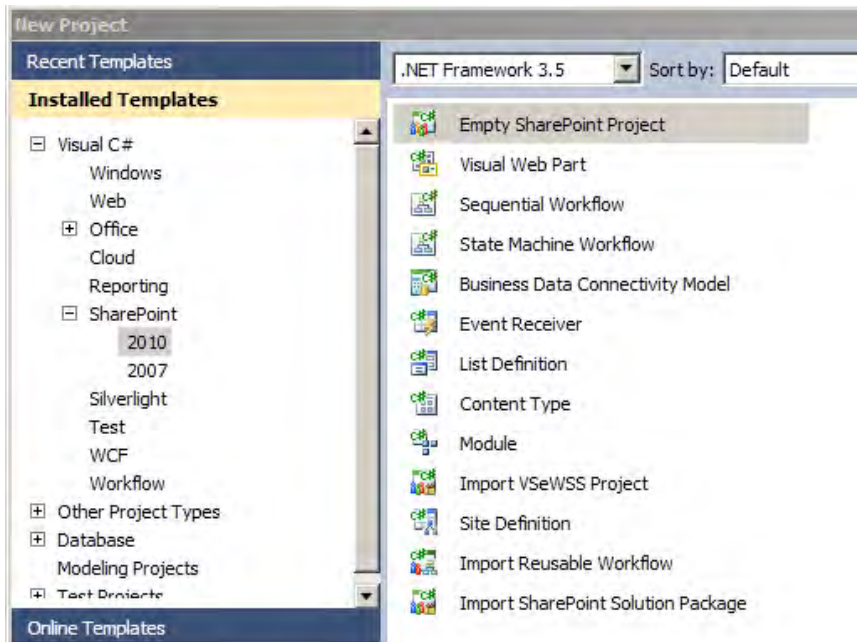 New Project
Recent Templates
.NET Framework 3.5
Sort by: Default
Installed Templates
Visual C#
Windows
Web
Office
Cloud
Reporting
SharePoint
2010
2007
Silverlight
Test
WCF
Workflow
Other Project Types
Database
Modeling Projects
Test Projects
Online Templates
Empty SharePoint Project
Visual Web Part
Sequential Workflow
State Machine Workflow
Business Data Connectivity Model
Event Receiver
List Definition
Content Type
Module
Import VSeWSS Project
Site Definition
Import Reusable Workflow
Import SharePoint Solution Package